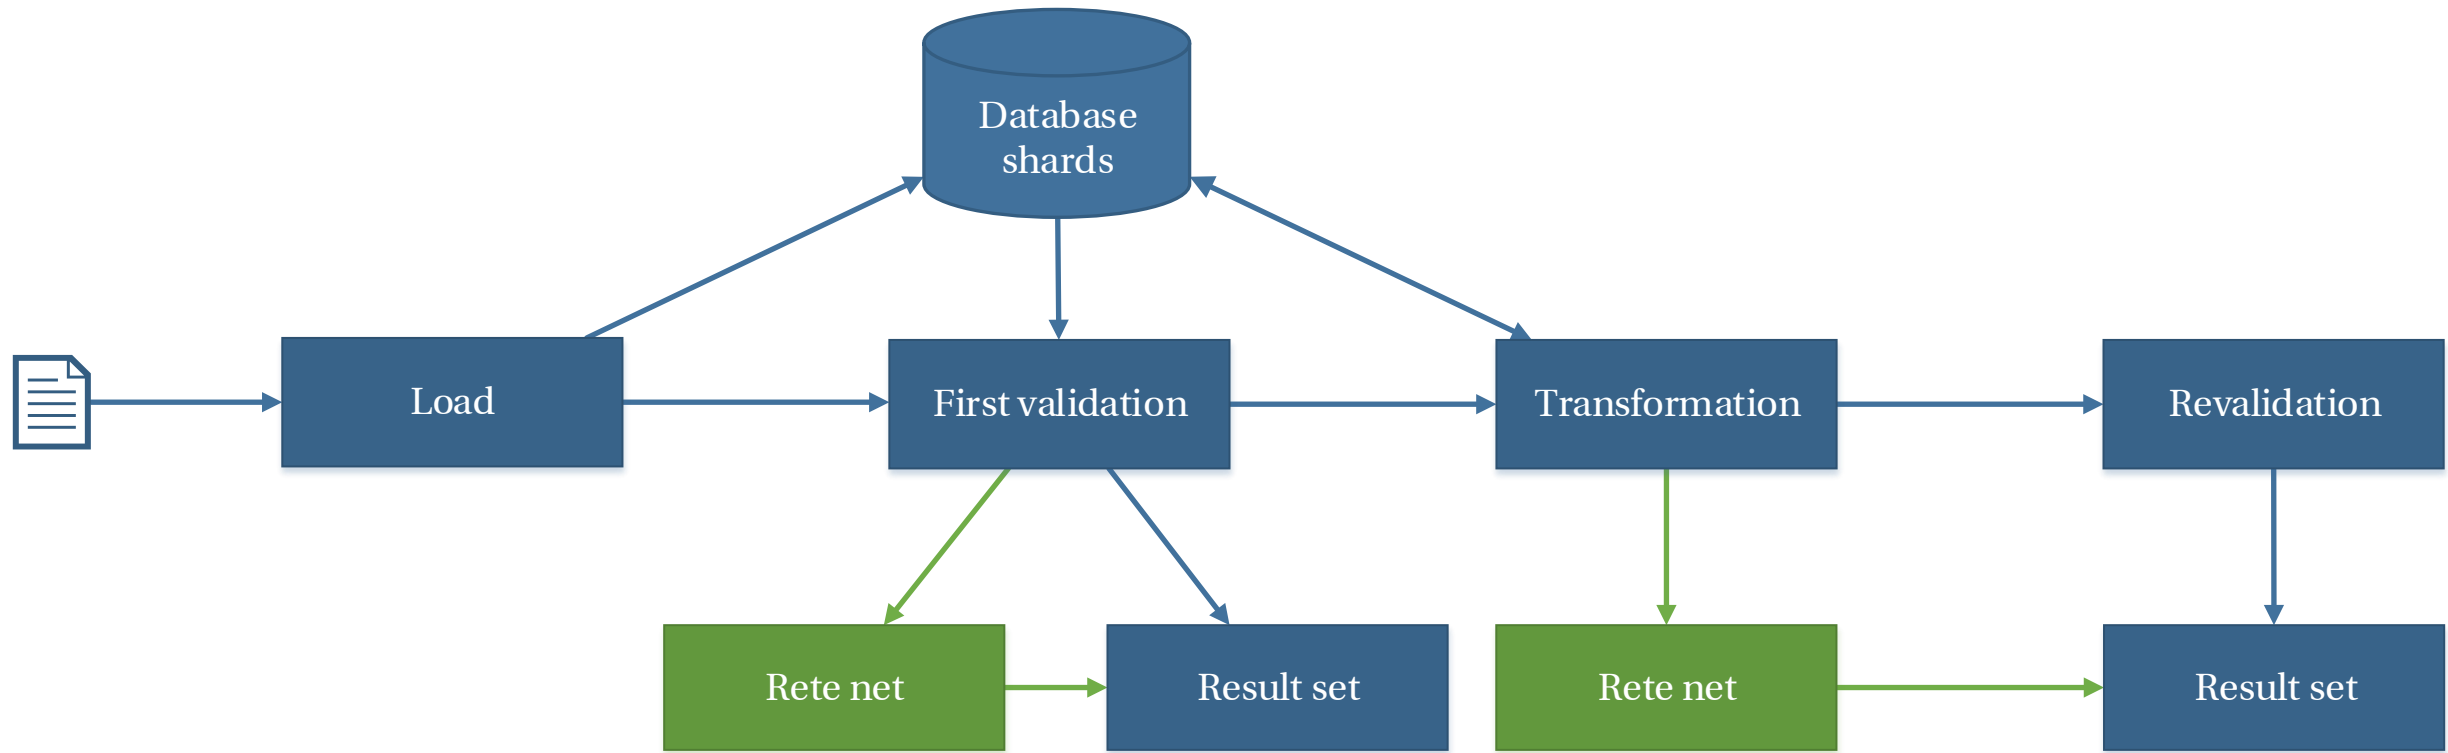 Database
shards
Load
First validation
Transformation
Revalidation
Rete net
Result set
Rete net
Result set